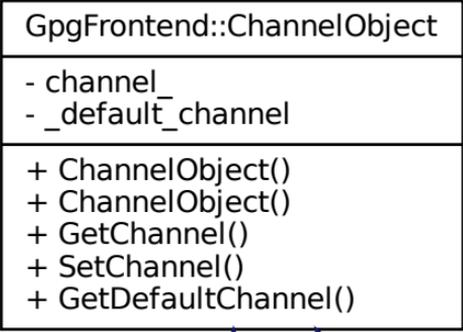 GpgFrontend::ChannelObject
- channel_
- _default_channel
+ ChannelObject()
+ ChannelObject()
+ GetChannel()
+ SetChannel()
+ GetDefaultChannel()